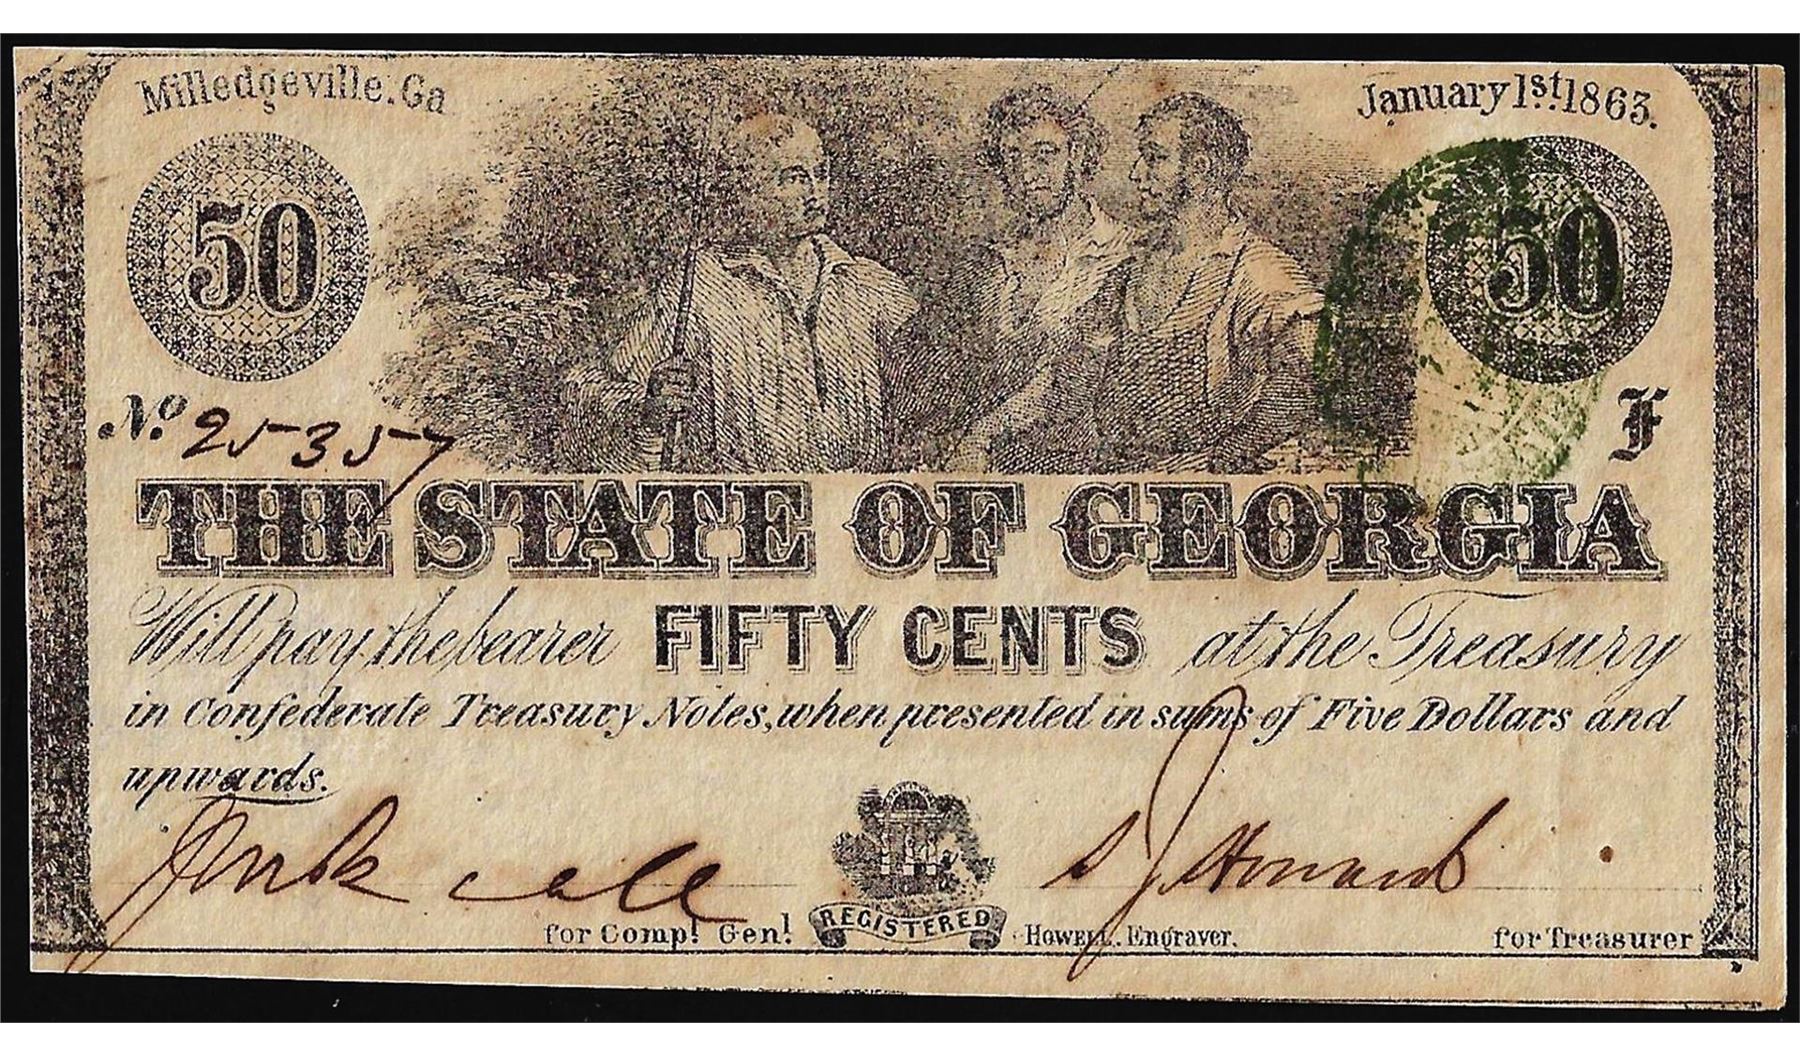 Milledgeville, Ga
January 1st 1863.
50
50
No. 25357
F
THE STATE OF GEORGIA
Will pay the bearer FIFTY CENTS at the Treasury
in Confederate Treasury Notes, when presented in sums of Five Dollars and
upwards.
for Compl. Genl.
REGISTERED
HOWELL. Engraver.
for Treasurer